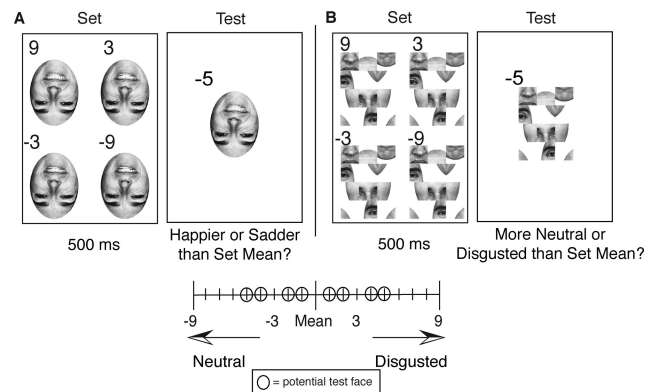 A
Set
Test
9
3
-3
-9
-5
500 ms
Happier or Sadder
than Set Mean?
B
Set
Test
9
3
-3
-9
-5
500 ms
More Neutral or
Disgusted than Set Mean?
-9
-3
Mean
3
9
Neutral
Disgusted
= potential test face